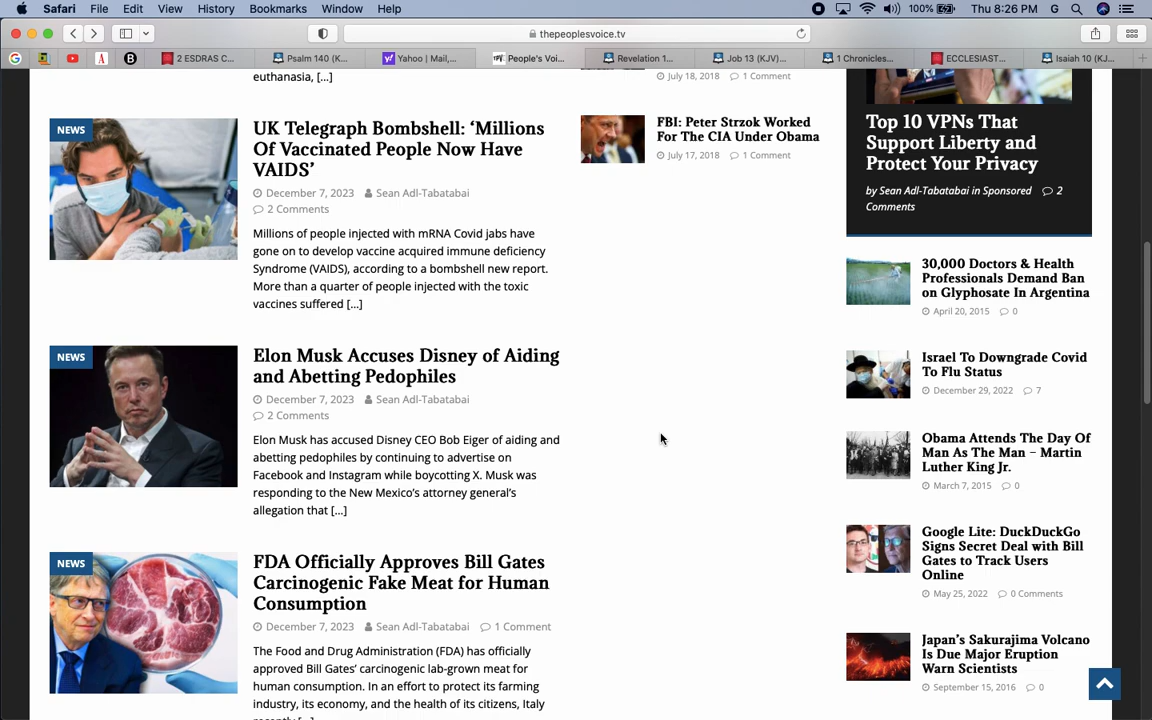 Safari File Edit View History Bookmarks Window Help 100% Thu 8:26 PM G
thepeoplesvoice.tv
2 ESDRAS C... Psalm 140 (K... Yahoo | Mail,... People's Voi... Revelation 1... Job 13 (KJV)... 1 Chronicles... ECCLESIAST... Isaiah 10 (KJ...
euthanasia, [...]
NEWS
UK Telegraph Bombshell: ‘Millions
Of Vaccinated People Now Have
VAIDS’
December 7, 2023 Sean Adl-Tabatabai
2 Comments
Millions of people injected with mRNA Covid jabs have
gone on to develop vaccine acquired immune deficiency
Syndrome (VAIDS), according to a bombshell new report.
More than a quarter of people injected with the toxic
vaccines suffered [...]
NEWS
Elon Musk Accuses Disney of Aiding
and Abetting Pedophiles
December 7, 2023 Sean Adl-Tabatabai
2 Comments
Elon Musk has accused Disney CEO Bob Eiger of aiding and
abetting pedophiles by continuing to advertise on
Facebook and Instagram while boycotting X. Musk was
responding to the New Mexico’s attorney general’s
allegation that [...]
NEWS
FDA Officially Approves Bill Gates
Carcinogenic Fake Meat for Human
Consumption
December 7, 2023 Sean Adl-Tabatabai 1 Comment
The Food and Drug Administration (FDA) has officially
approved Bill Gates’ carcinogenic lab-grown meat for
human consumption. In an effort to protect its farming
industry, its economy, and the health of its citizens, Italy
recently [...]
July 18, 2018 1 Comment
FBI: Peter Strzok Worked
For The CIA Under Obama
July 17, 2018 1 Comment
Top 10 VPNs That
Support Liberty and
Protect Your Privacy
by Sean Adl-Tabatabai in Sponsored 2
Comments
30,000 Doctors & Health
Professionals Demand Ban
on Glyphosate In Argentina
April 20, 2015 0
Israel To Downgrade Covid
To Flu Status
December 29, 2022 7
Obama Attends The Day Of
Man As The Man – Martin
Luther King Jr.
March 7, 2015 0
Google Lite: DuckDuckGo
Signs Secret Deal with Bill
Gates to Track Users
Online
May 25, 2022 0 Comments
Japan’s Sakurajima Volcano
Is Due Major Eruption
Warn Scientists
September 15, 2016 0